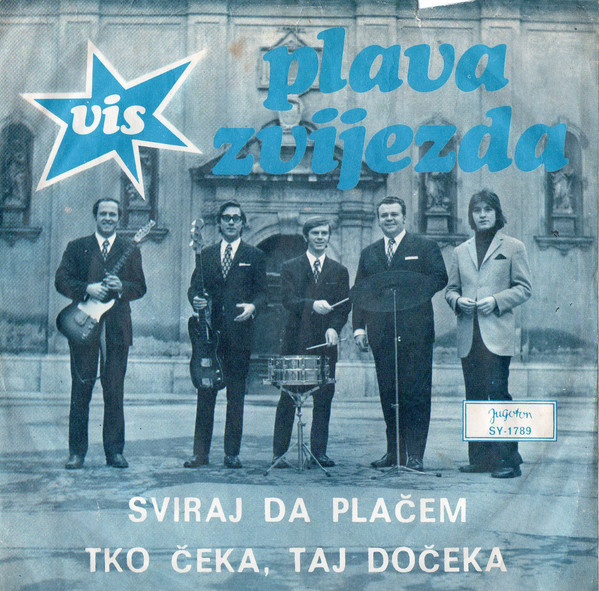 vis
plava
zvijezda
Jugoton
SY-1789
SVIRAJ DA PLAČEM
TKO ČEKA, TAJ DOČEKA